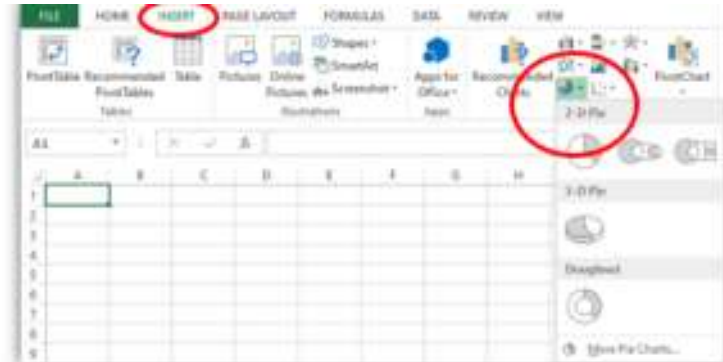 FILE HOME INSERT PAGE LAYOUT FORMULAS DATA REVIEW VIEW
PivotTable Recommended PivotTables Table Pictures Online Pictures Shapes SmartArt Screenshot Apps for Office Recommended Charts PivotChart
Tables Illustrations Apps
2-D Pie
A1
A B C D E F G H
1
2
3
4
5
6
7
8
9
3-D Pie
Doughnut
More Pie Charts...